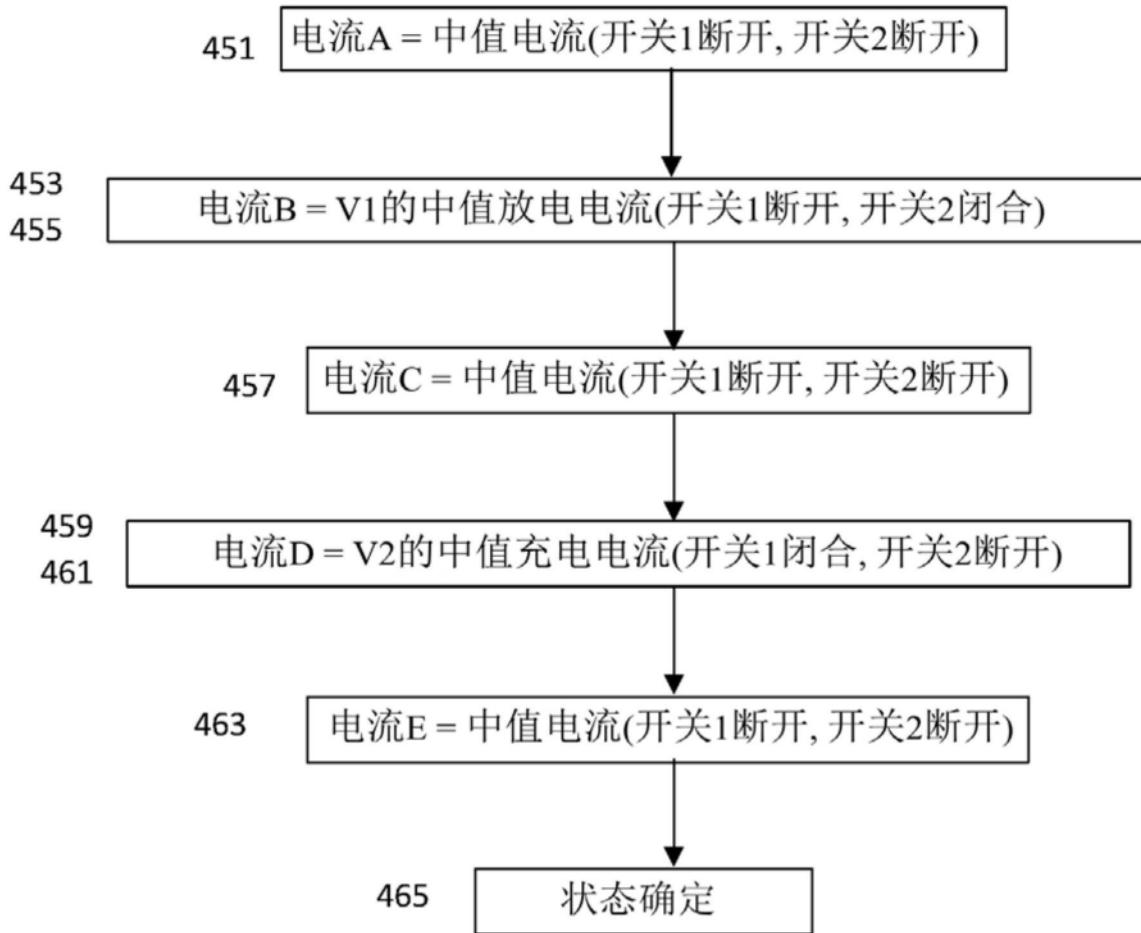 451 电流A = 中值电流(开关1断开, 开关2断开)
453
455
电流B = V1的中值放电电流(开关1断开, 开关2闭合)
457 电流C = 中值电流(开关1断开, 开关2断开)
459
461
电流D = V2的中值充电电流(开关1闭合, 开关2断开)
463 电流E = 中值电流(开关1断开, 开关2断开)
465 状态确定